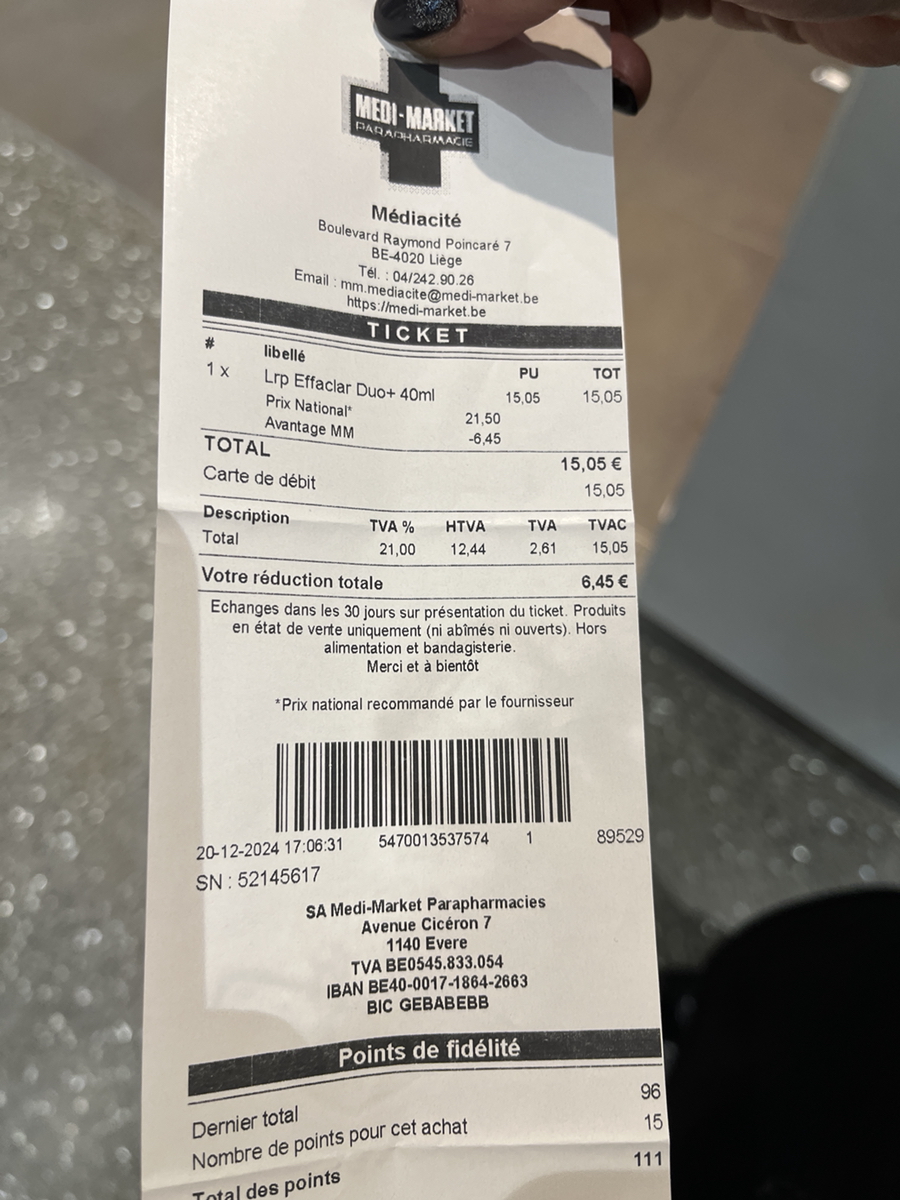 MEDI-MARKET
PARAPHARMACIE
Médiacité
Boulevard Raymond Poincaré 7
BE-4020 Liège
Tél. : 04/242.90.26
Email : mm.mediacite@medi-market.be
https://medi-market.be
TICKET
# libellé PU TOT
1 x Lrp Effaclar Duo+ 40ml 15,05 15,05
Prix National* 21,50
Avantage MM -6,45
TOTAL 15,05 €
Carte de débit 15,05
Description TVA % HTVA TVA TVAC
Total 21,00 12,44 2,61 15,05
Votre réduction totale 6,45 €
Echanges dans les 30 jours sur présentation du ticket. Produits
en état de vente uniquement (ni abîmés ni ouverts). Hors
alimentation et bandagisterie.
Merci et à bientôt
*Prix national recommandé par le fournisseur
20-12-2024 17:06:31 5470013537574 1 89529
SN : 52145617
SA Medi-Market Parapharmacies
Avenue Cicéron 7
1140 Evere
TVA BE0545.833.054
IBAN BE40-0017-1864-2663
BIC GEBABEBB
Points de fidélité
Dernier total 96
Nombre de points pour cet achat 15
Total des points 111